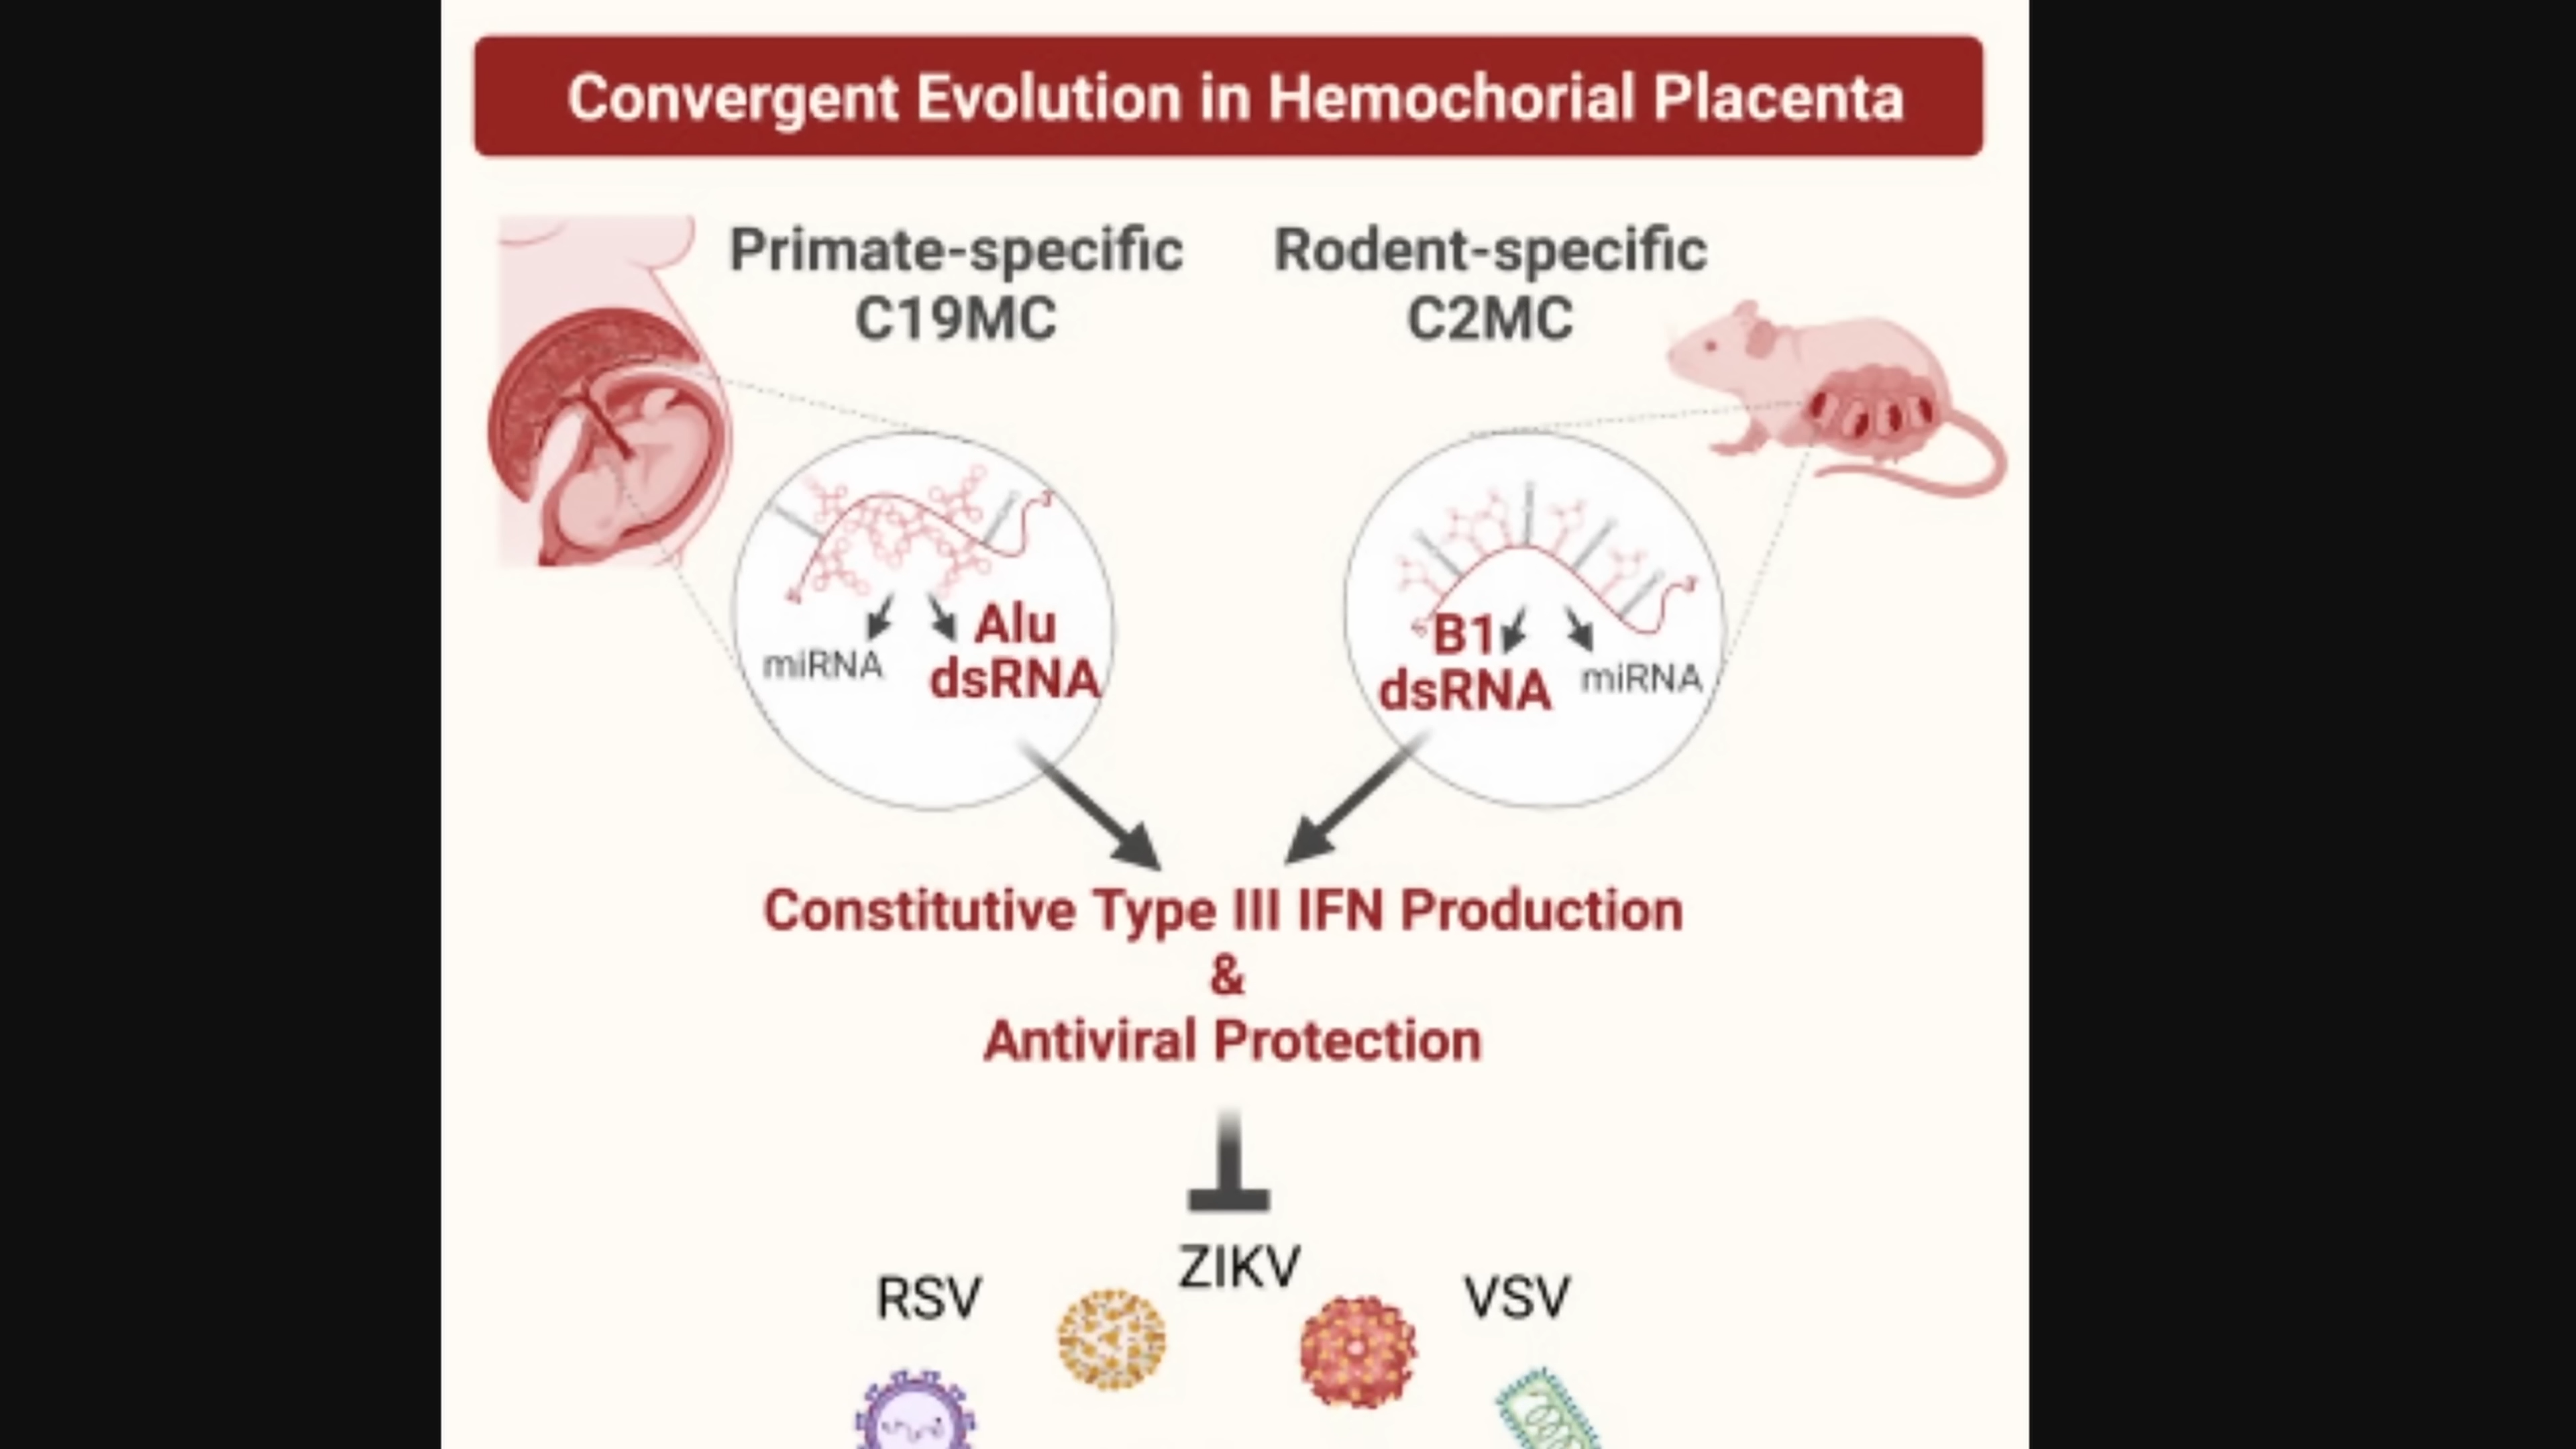 Convergent Evolution in Hemochorial Placenta
Primate-specific
C19MC
Rodent-specific
C2MC
miRNA
Alu
dsRNA
B1
dsRNA
miRNA
Constitutive Type III IFN Production
&
Antiviral Protection
ZIKV
RSV
VSV